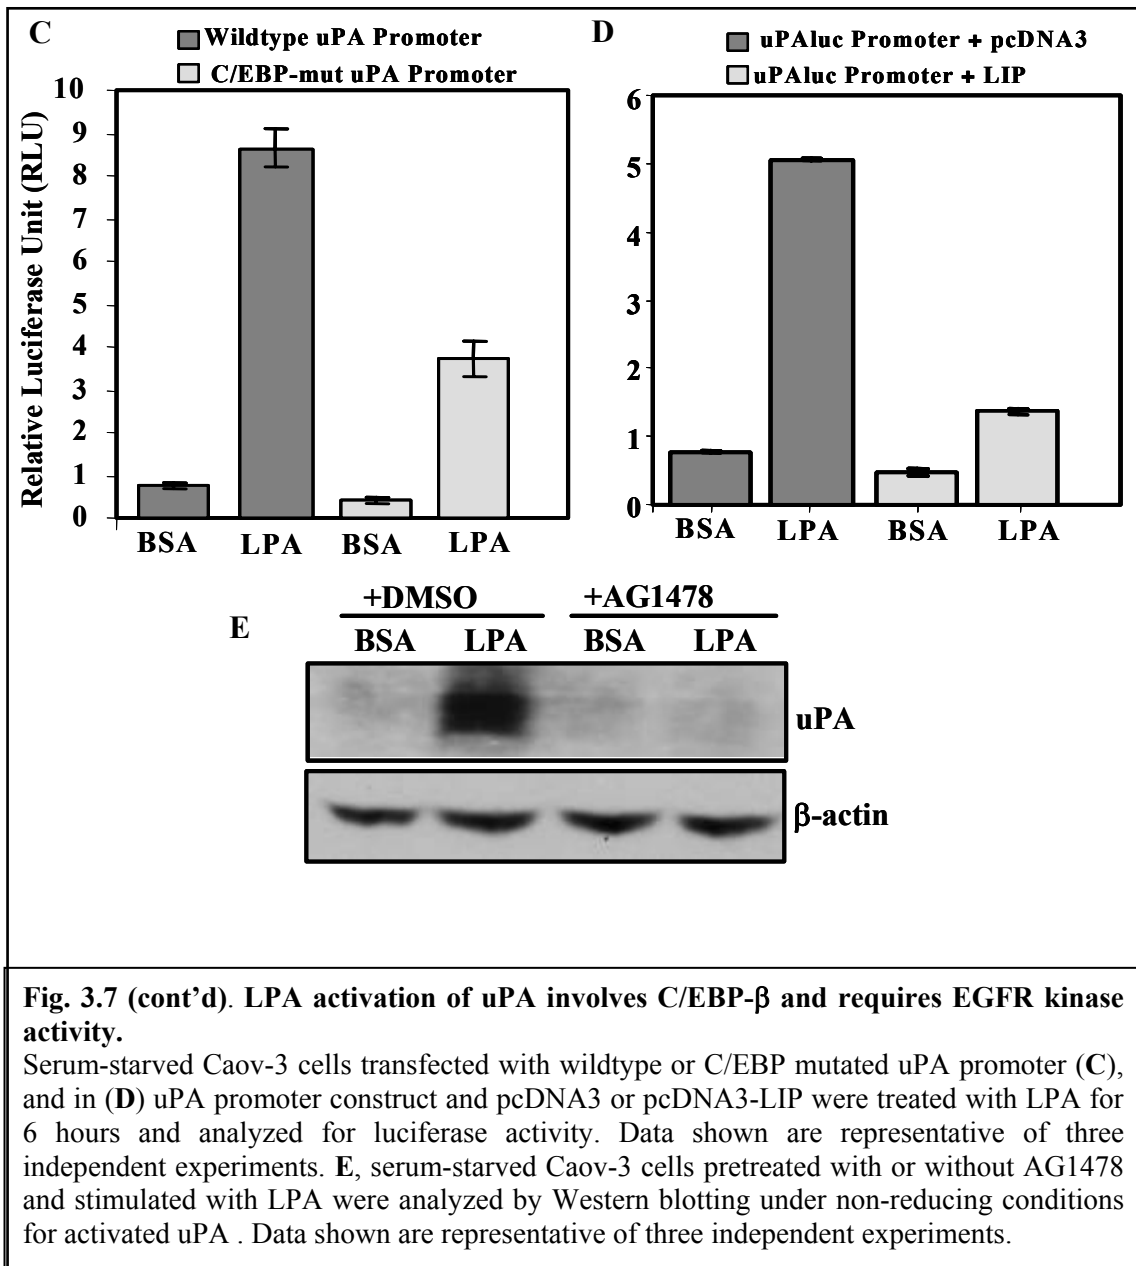 C
Wildtype uPA Promoter
C/EBP-mut uPA Promoter
Relative Luciferase Unit (RLU)
10
9
8
7
6
5
4
3
2
1
0
BSA LPA BSA LPA
D
uPAluc Promoter + pcDNA3
uPAluc Promoter + LIP
6
5
4
3
2
1
0
BSA LPA BSA LPA
E
+DMSO +AG1478
BSA LPA BSA LPA
uPA
β-actin
Fig. 3.7 (cont’d). LPA activation of uPA involves C/EBP-β and requires EGFR kinase
activity.
Serum-starved Caov-3 cells transfected with wildtype or C/EBP mutated uPA promoter (C),
and in (D) uPA promoter construct and pcDNA3 or pcDNA3-LIP were treated with LPA for
6 hours and analyzed for luciferase activity. Data shown are representative of three
independent experiments. E, serum-starved Caov-3 cells pretreated with or without AG1478
and stimulated with LPA were analyzed by Western blotting under non-reducing conditions
for activated uPA . Data shown are representative of three independent experiments.